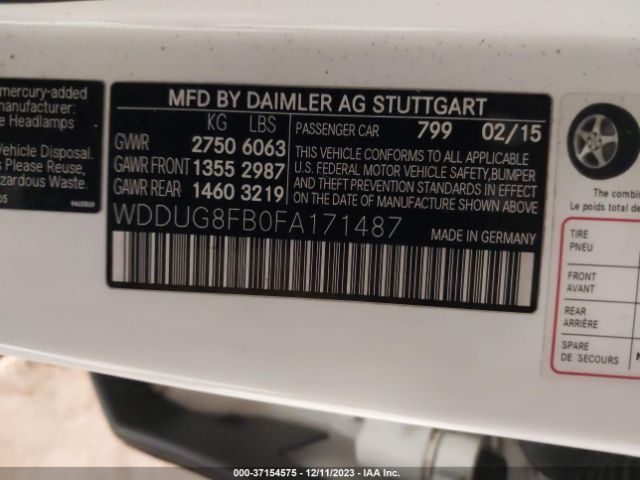 mercury-added
manufacturer:
e Headlamps
Vehicle Disposal.
s Please Reuse,
zardous Waste.
MFD BY DAIMLER AG STUTTGART
KG LBS
GVWR 2750 6063
GAWR FRONT 1355 2987
GAWR REAR 1460 3219
PASSENGER CAR 799 02/15
THIS VEHICLE CONFORMS TO ALL APPLICABLE
U.S. FEDERAL MOTOR VEHICLE SAFETY, BUMPER
AND THEFT PREVENTION STANDARDS IN EFFECT
ON THE DATE OF MANUFACTURE SHOWN ABOVE.
WDDUG8FB0FA171487
MADE IN GERMANY
The combin
Le poids total de
TIRE
PNEU
FRONT
AVANT
REAR
ARRIÈRE
SPARE
DE SECOURS
000-37154575 - 12/11/2023 - IAA Inc.